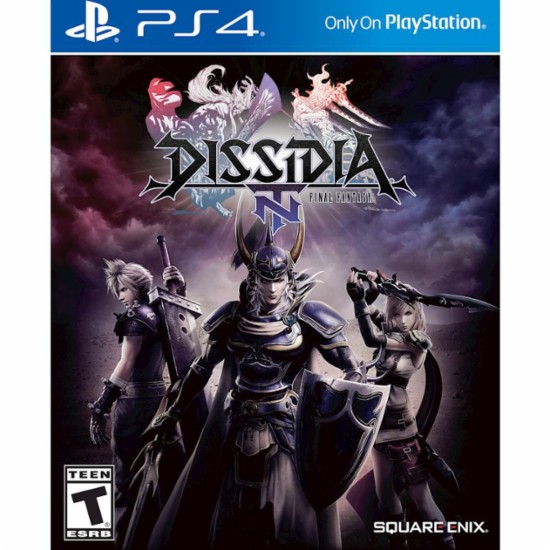 PS4
Only On PlayStation
DISSIDIA
NT
FINAL FANTASY
TEEN
T
ESRB
SQUARE ENIX